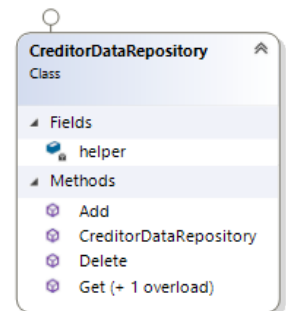 CreditorDataRepository
Class
Fields
helper
Methods
Add
CreditorDataRepository
Delete
Get (+ 1 overload)